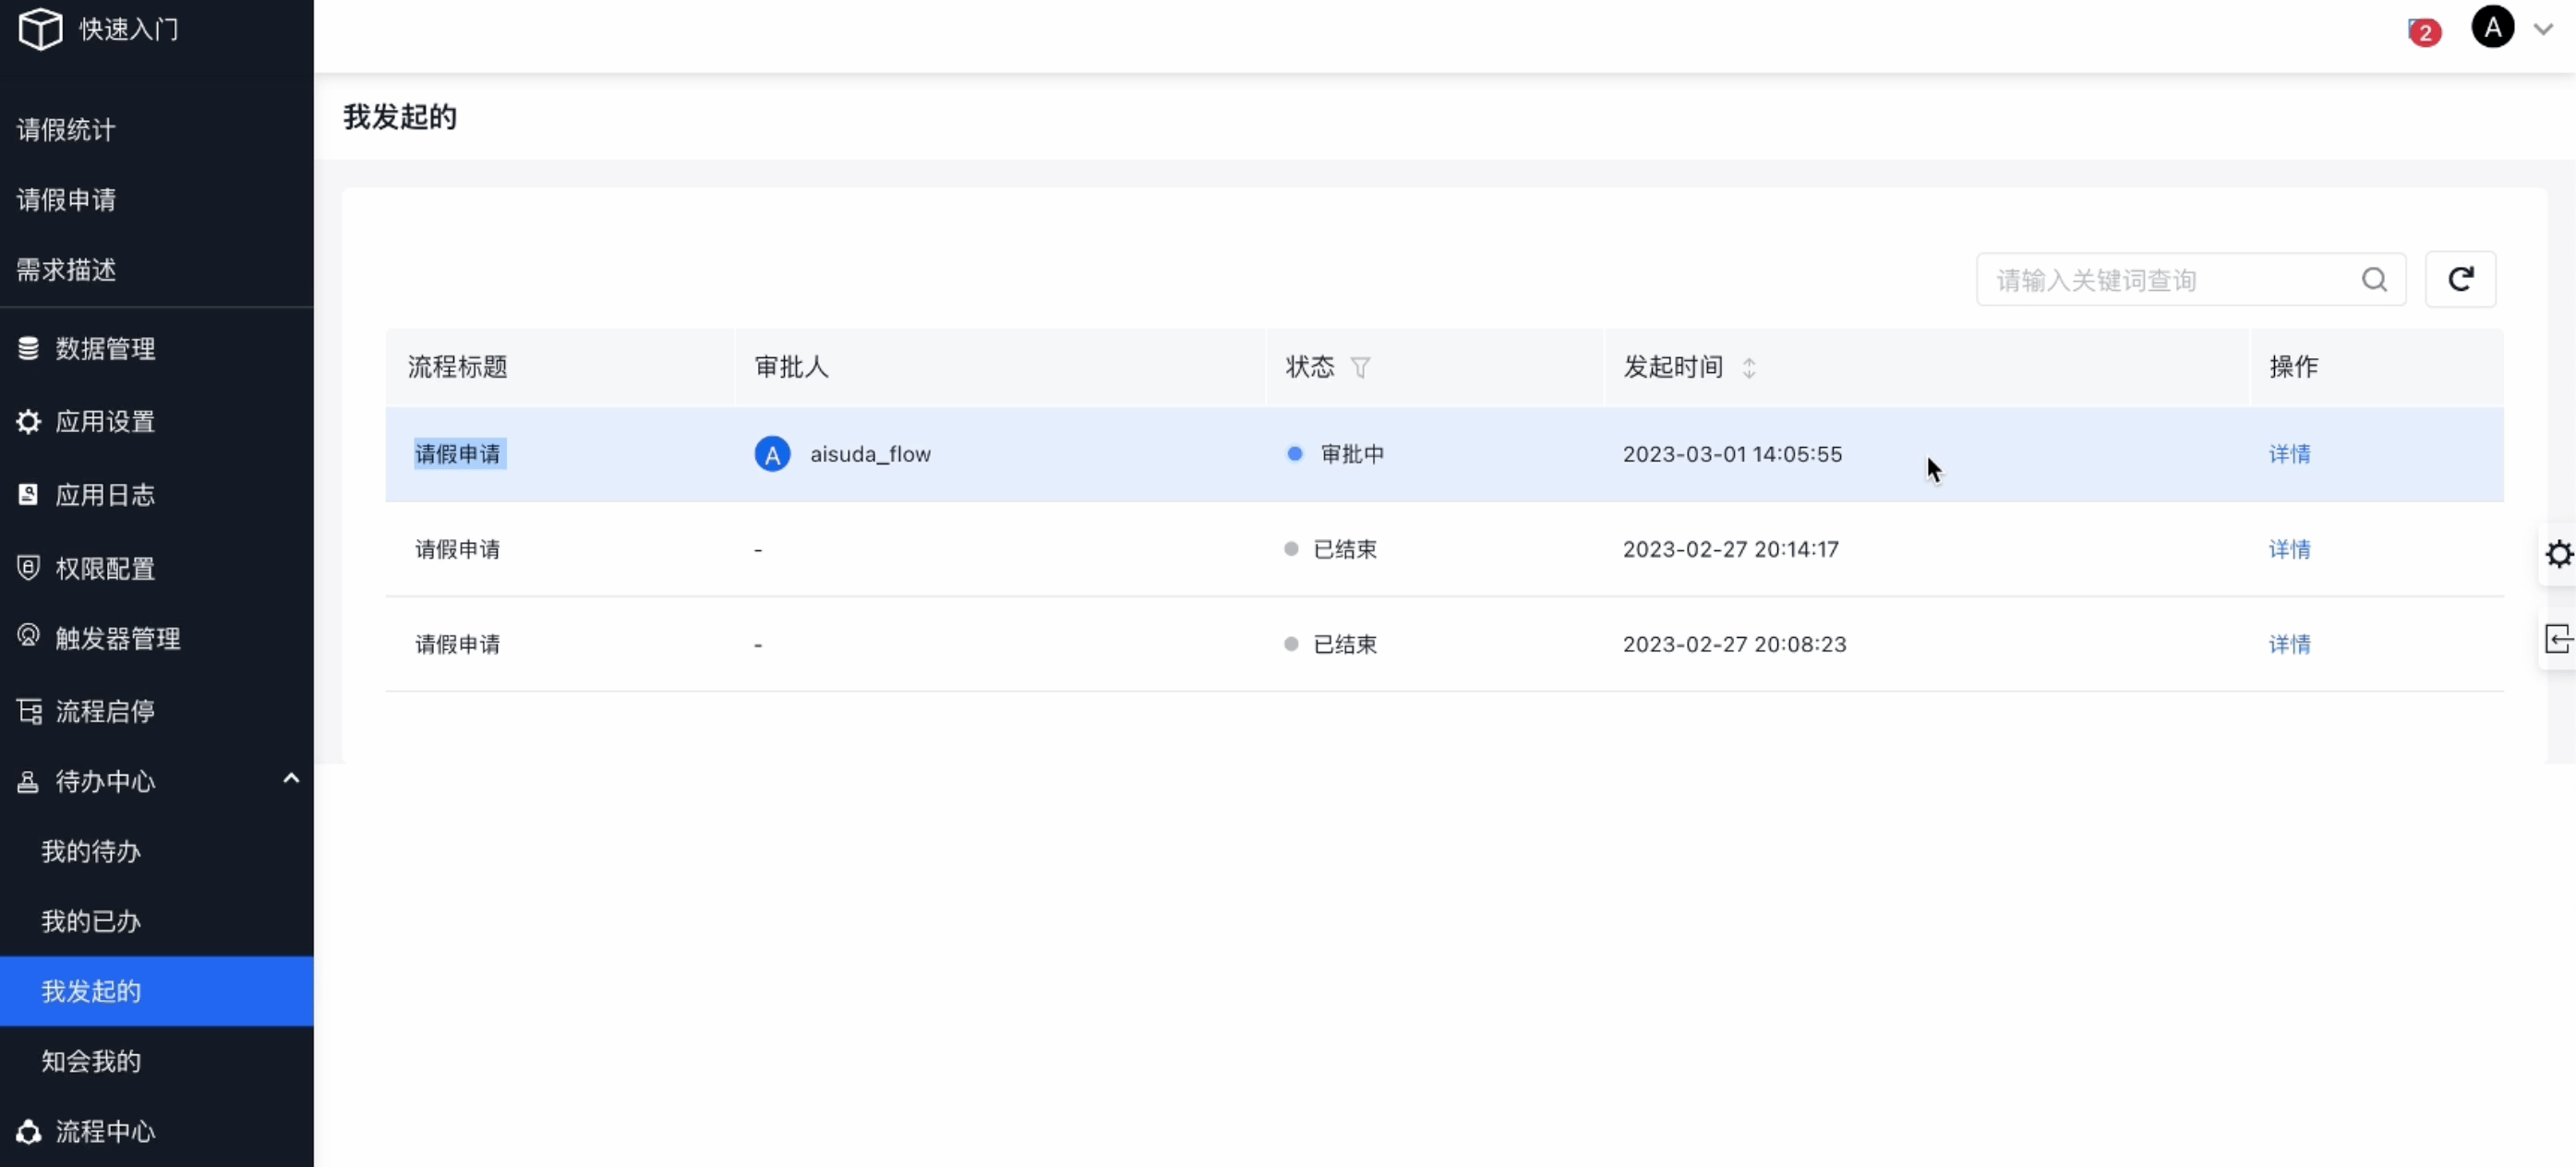 快速入门
2
A
请假统计
请假申请
需求描述
数据管理
应用设置
应用日志
权限配置
触发器管理
流程启停
待办中心
我的待办
我的已办
我发起的
知会我的
流程中心
我发起的
请输入关键词查询
流程标题 审批人 状态 发起时间 操作
请假申请 A aisuda_flow 审批中 2023-03-01 14:05:55 详情
请假申请 - 已结束 2023-02-27 20:14:17 详情
请假申请 - 已结束 2023-02-27 20:08:23 详情